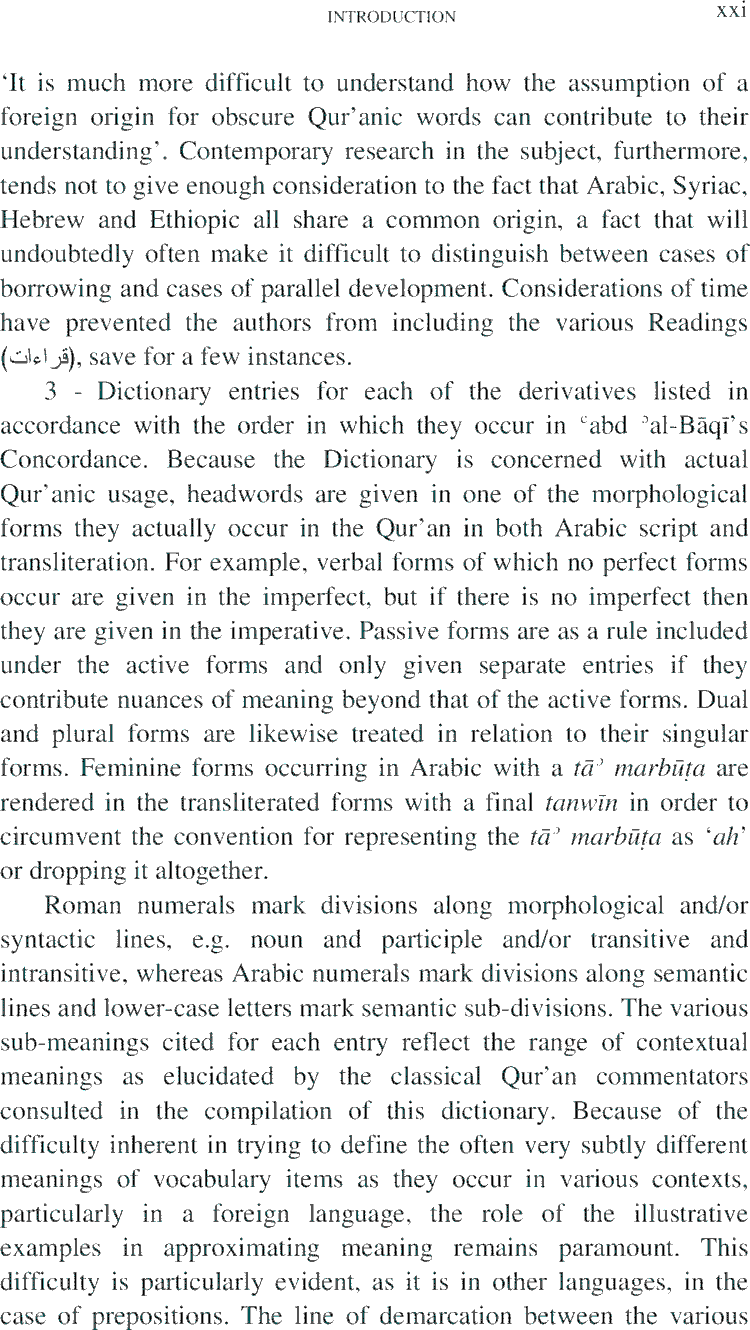 INTRODUCTION
xxi
‘It is much more difficult to understand how the assumption of a
foreign origin for obscure Qur’anic words can contribute to their
understanding’. Contemporary research in the subject, furthermore,
tends not to give enough consideration to the fact that Arabic, Syriac,
Hebrew and Ethiopic all share a common origin, a fact that will
undoubtedly often make it difficult to distinguish between cases of
borrowing and cases of parallel development. Considerations of time
have prevented the authors from including the various Readings
(قراءات), save for a few instances.
3 - Dictionary entries for each of the derivatives listed in
accordance with the order in which they occur in ʿabd ʾal-Bāqī’s
Concordance. Because the Dictionary is concerned with actual
Qur’anic usage, headwords are given in one of the morphological
forms they actually occur in the Qur’an in both Arabic script and
transliteration. For example, verbal forms of which no perfect forms
occur are given in the imperfect, but if there is no imperfect then
they are given in the imperative. Passive forms are as a rule included
under the active forms and only given separate entries if they
contribute nuances of meaning beyond that of the active forms. Dual
and plural forms are likewise treated in relation to their singular
forms. Feminine forms occurring in Arabic with a tāʾ marbūṭa are
rendered in the transliterated forms with a final tanwīn in order to
circumvent the convention for representing the tāʾ marbūṭa as ‘ah’
or dropping it altogether.
Roman numerals mark divisions along morphological and/or
syntactic lines, e.g. noun and participle and/or transitive and
intransitive, whereas Arabic numerals mark divisions along semantic
lines and lower-case letters mark semantic sub-divisions. The various
sub-meanings cited for each entry reflect the range of contextual
meanings as elucidated by the classical Qur’an commentators
consulted in the compilation of this dictionary. Because of the
difficulty inherent in trying to define the often very subtly different
meanings of vocabulary items as they occur in various contexts,
particularly in a foreign language, the role of the illustrative
examples in approximating meaning remains paramount. This
difficulty is particularly evident, as it is in other languages, in the
case of prepositions. The line of demarcation between the various